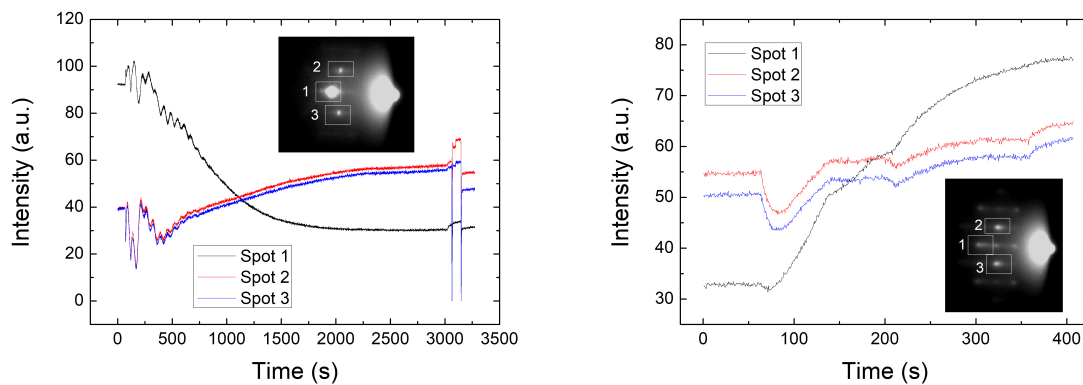 120
100
80
60
40
20
0
Intensity (a.u.)
2
1
3
Spot 1
Spot 2
Spot 3
0 500 1000 1500 2000 2500 3000 3500
Time (s)
80
70
60
50
40
30
Intensity (a.u.)
Spot 1
Spot 2
Spot 3
2
1
3
0 100 200 300 400
Time (s)